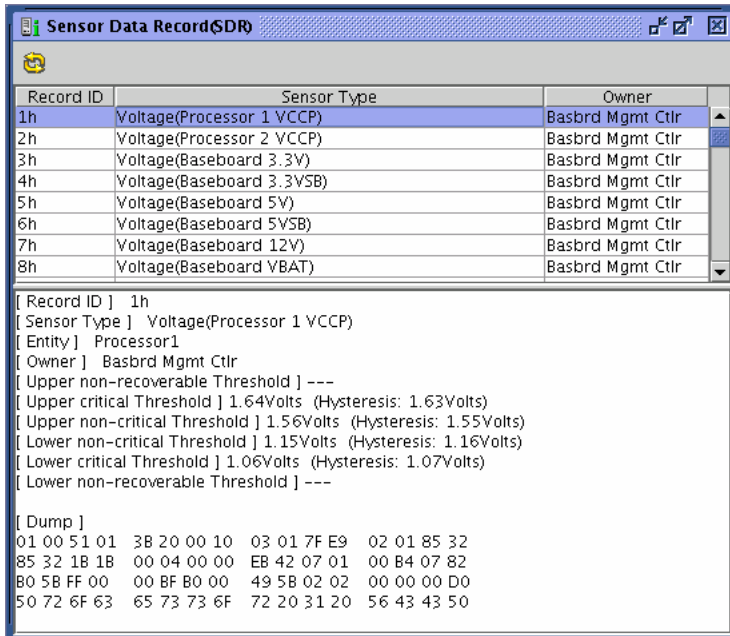 Sensor Data Record(SDR)
Record ID Sensor Type Owner
1h Voltage(Processor 1 VCCP) Basbrd Mgmt Ctlr
2h Voltage(Processor 2 VCCP) Basbrd Mgmt Ctlr
3h Voltage(Baseboard 3.3V) Basbrd Mgmt Ctlr
4h Voltage(Baseboard 3.3VSB) Basbrd Mgmt Ctlr
5h Voltage(Baseboard 5V) Basbrd Mgmt Ctlr
6h Voltage(Baseboard 5VSB) Basbrd Mgmt Ctlr
7h Voltage(Baseboard 12V) Basbrd Mgmt Ctlr
8h Voltage(Baseboard VBAT) Basbrd Mgmt Ctlr
[ Record ID ] 1h
[ Sensor Type ] Voltage(Processor 1 VCCP)
[ Entity ] Processor1
[ Owner ] Basbrd Mgmt Ctlr
[ Upper non-recoverable Threshold ] ---
[ Upper critical Threshold ] 1.64Volts (Hysteresis: 1.63Volts)
[ Upper non-critical Threshold ] 1.56Volts (Hysteresis: 1.55Volts)
[ Lower non-critical Threshold ] 1.15Volts (Hysteresis: 1.16Volts)
[ Lower critical Threshold ] 1.06Volts (Hysteresis: 1.07Volts)
[ Lower non-recoverable Threshold ] ---
[ Dump ]
01 00 51 01 3B 20 00 10 03 01 7F E9 02 01 85 32
85 32 1B 1B 00 04 00 00 EB 42 07 01 00 B4 07 82
B0 5B FF 00 00 BF B0 00 49 5B 02 02 00 00 00 D0
50 72 6F 63 65 73 73 6F 72 20 31 20 56 43 43 50